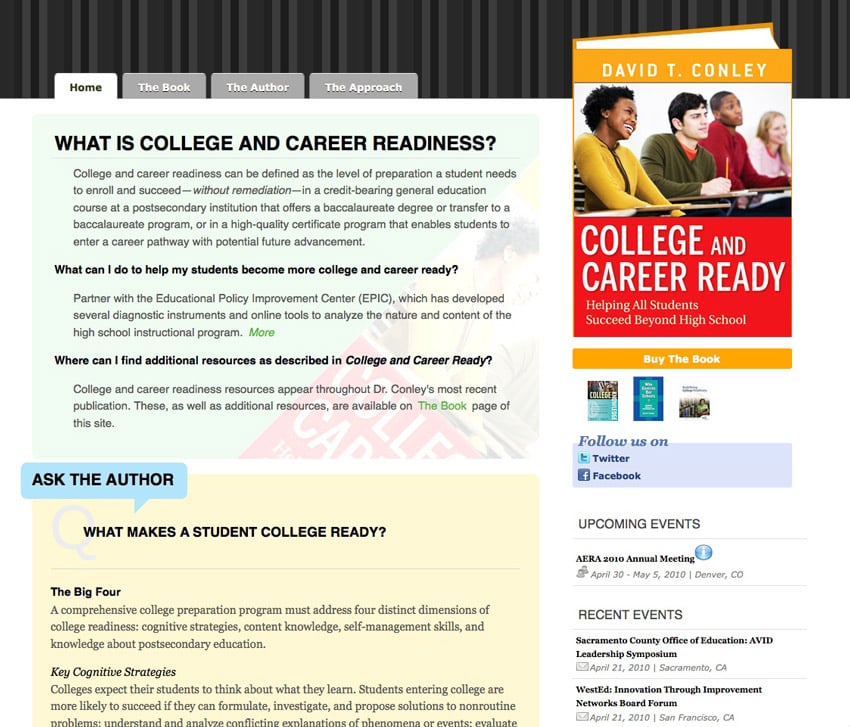 Home
The Book
The Author
The Approach
WHAT IS COLLEGE AND CAREER READINESS?
College and career readiness can be defined as the level of preparation a student needs
to enroll and succeed—without remediation—in a credit-bearing general education
course at a postsecondary institution that offers a baccalaureate degree or transfer to a
baccalaureate program, or in a high-quality certificate program that enables students to
enter a career pathway with potential future advancement.
What can I do to help my students become more college and career ready?
Partner with the Educational Policy Improvement Center (EPIC), which has developed
several diagnostic instruments and online tools to analyze the nature and content of the
high school instructional program. More
Where can I find additional resources as described in College and Career Ready?
College and career readiness resources appear throughout Dr. Conley's most recent
publication. These, as well as additional resources, are available on The Book page of
this site.
ASK THE AUTHOR
Q
WHAT MAKES A STUDENT COLLEGE READY?
The Big Four
A comprehensive college preparation program must address four distinct dimensions of
college readiness: cognitive strategies, content knowledge, self-management skills, and
knowledge about postsecondary education.
Key Cognitive Strategies
Colleges expect their students to think about what they learn. Students entering college are
more likely to succeed if they can formulate, investigate, and propose solutions to nonroutine
problems; understand and analyze conflicting explanations of phenomena or events; evaluate
DAVID T. CONLEY
COLLEGE AND
CAREER READY
Helping All Students
Succeed Beyond High School
Buy The Book
Follow us on
Twitter
Facebook
UPCOMING EVENTS
AERA 2010 Annual Meeting
April 30 - May 5, 2010 | Denver, CO
RECENT EVENTS
Sacramento County Office of Education: AVID
Leadership Symposium
April 21, 2010 | Sacramento, CA
WestEd: Innovation Through Improvement
Networks Board Forum
April 21, 2010 | San Francisco, CA